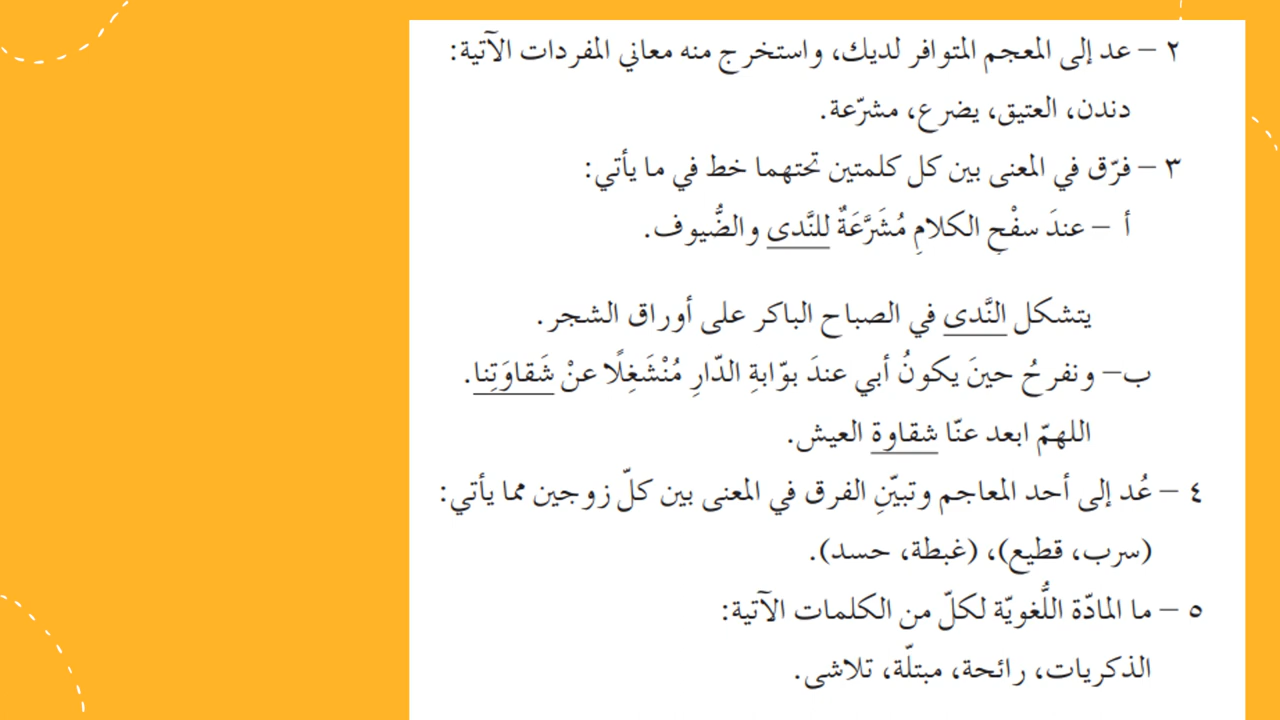 ٢ – عد إلى المعجم المتوافر لديك، واستخرج منه معاني المفردات الآتية:
دندن، العتيق، يضرع، مشرّعة.
٣ – فرّق في المعنى بين كل كلمتين تحتهما خط في ما يأتي:
أ – عندَ سفْحِ الكلامِ مُشَرَّعَةٌ للنَّدى والضُّيوف.
يتشكل النَّدى في الصباح الباكر على أوراق الشجر.
ب– ونفرحُ حينَ يكونُ أبي عندَ بوّابةِ الدّارِ مُنْشَغِلًا عنْ شَقاوَتِنا.
اللهمّ ابعد عنّا شقاوة العيش.
٤ – عُد إلى أحد المعاجم وتبيّنِ الفرق في المعنى بين كلّ زوجين مما يأتي:
(سرب، قطيع)، (غبطة، حسد).
٥ – ما المادّة اللُّغويّة لكلّ من الكلمات الآتية:
الذكريات، رائحة، مبتلّة، تلاشى.